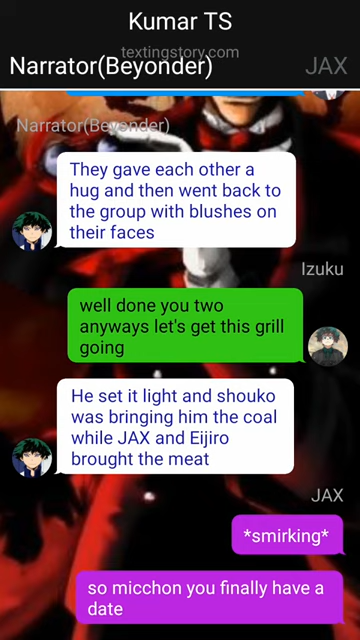 Kumar TS
textingstory.com
Narrator(Beyonder) JAX
Narrator(Beyonder)
They gave each other a
hug and then went back to
the group with blushes on
their faces
Izuku
well done you two
anyways let's get this grill
going
He set it light and shouko
was bringing him the coal
while JAX and Eijiro
brought the meat
JAX
*smirking*
so micchon you finally have a
date